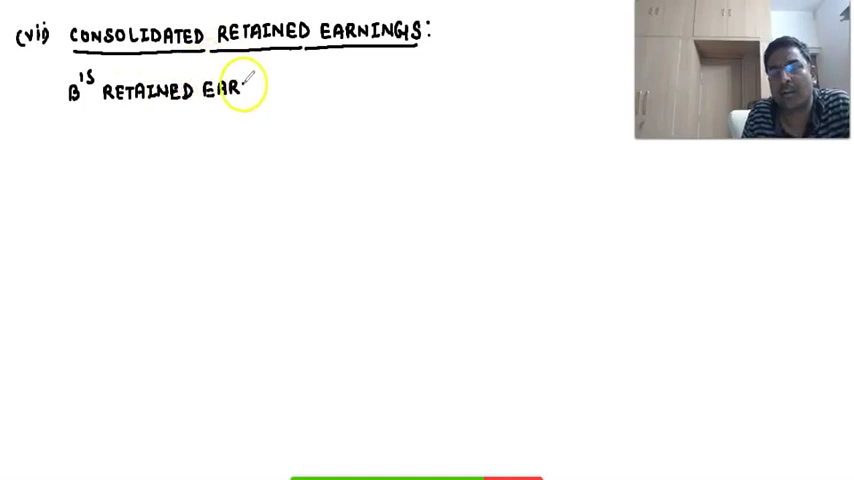 (vii) CONSOLIDATED RETAINED EARNINGS:
B's RETAINED EAR